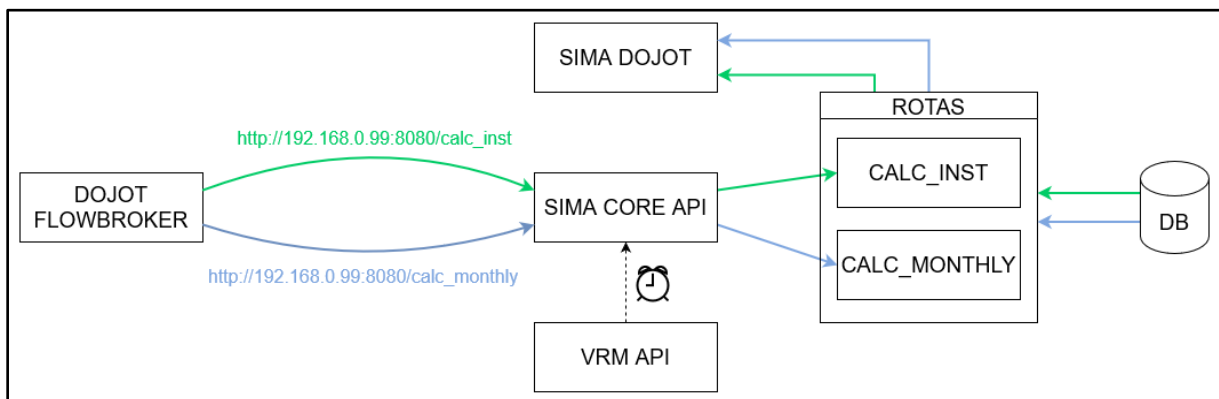 SIMA DOJOT
ROTAS
http://192.168.0.99:8080/calc_inst
CALC_INST
DOJOT
FLOWBROKER
SIMA CORE API
DB
http://192.168.0.99:8080/calc_monthly
CALC_MONTHLY
VRM API